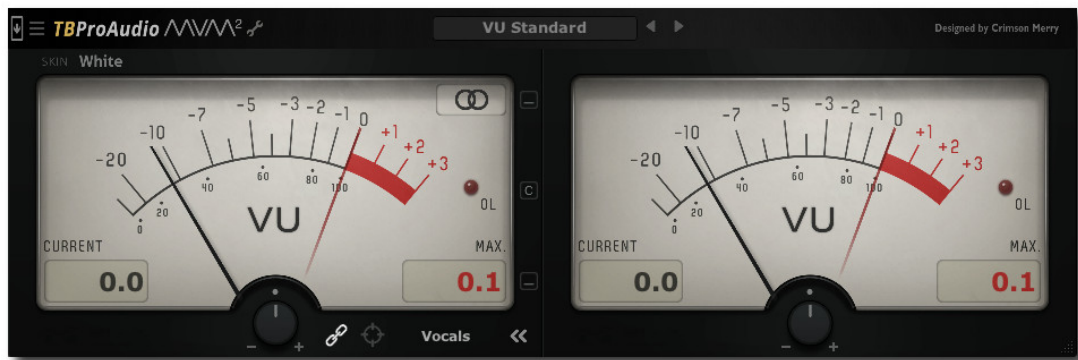 TBProAudio MVM²
VU Standard
Designed by Crimson Merry
SKIN White
-20 -10 -7 -5 -3 -2 -1 0 +1 +2 +3
0 20 40 60 80 100
VU
OL
CURRENT
MAX.
0.0
0.1
- +
Vocals
C
-20 -10 -7 -5 -3 -2 -1 0 +1 +2 +3
0 20 40 60 80 100
VU
OL
CURRENT
MAX.
0.0
0.1
- +